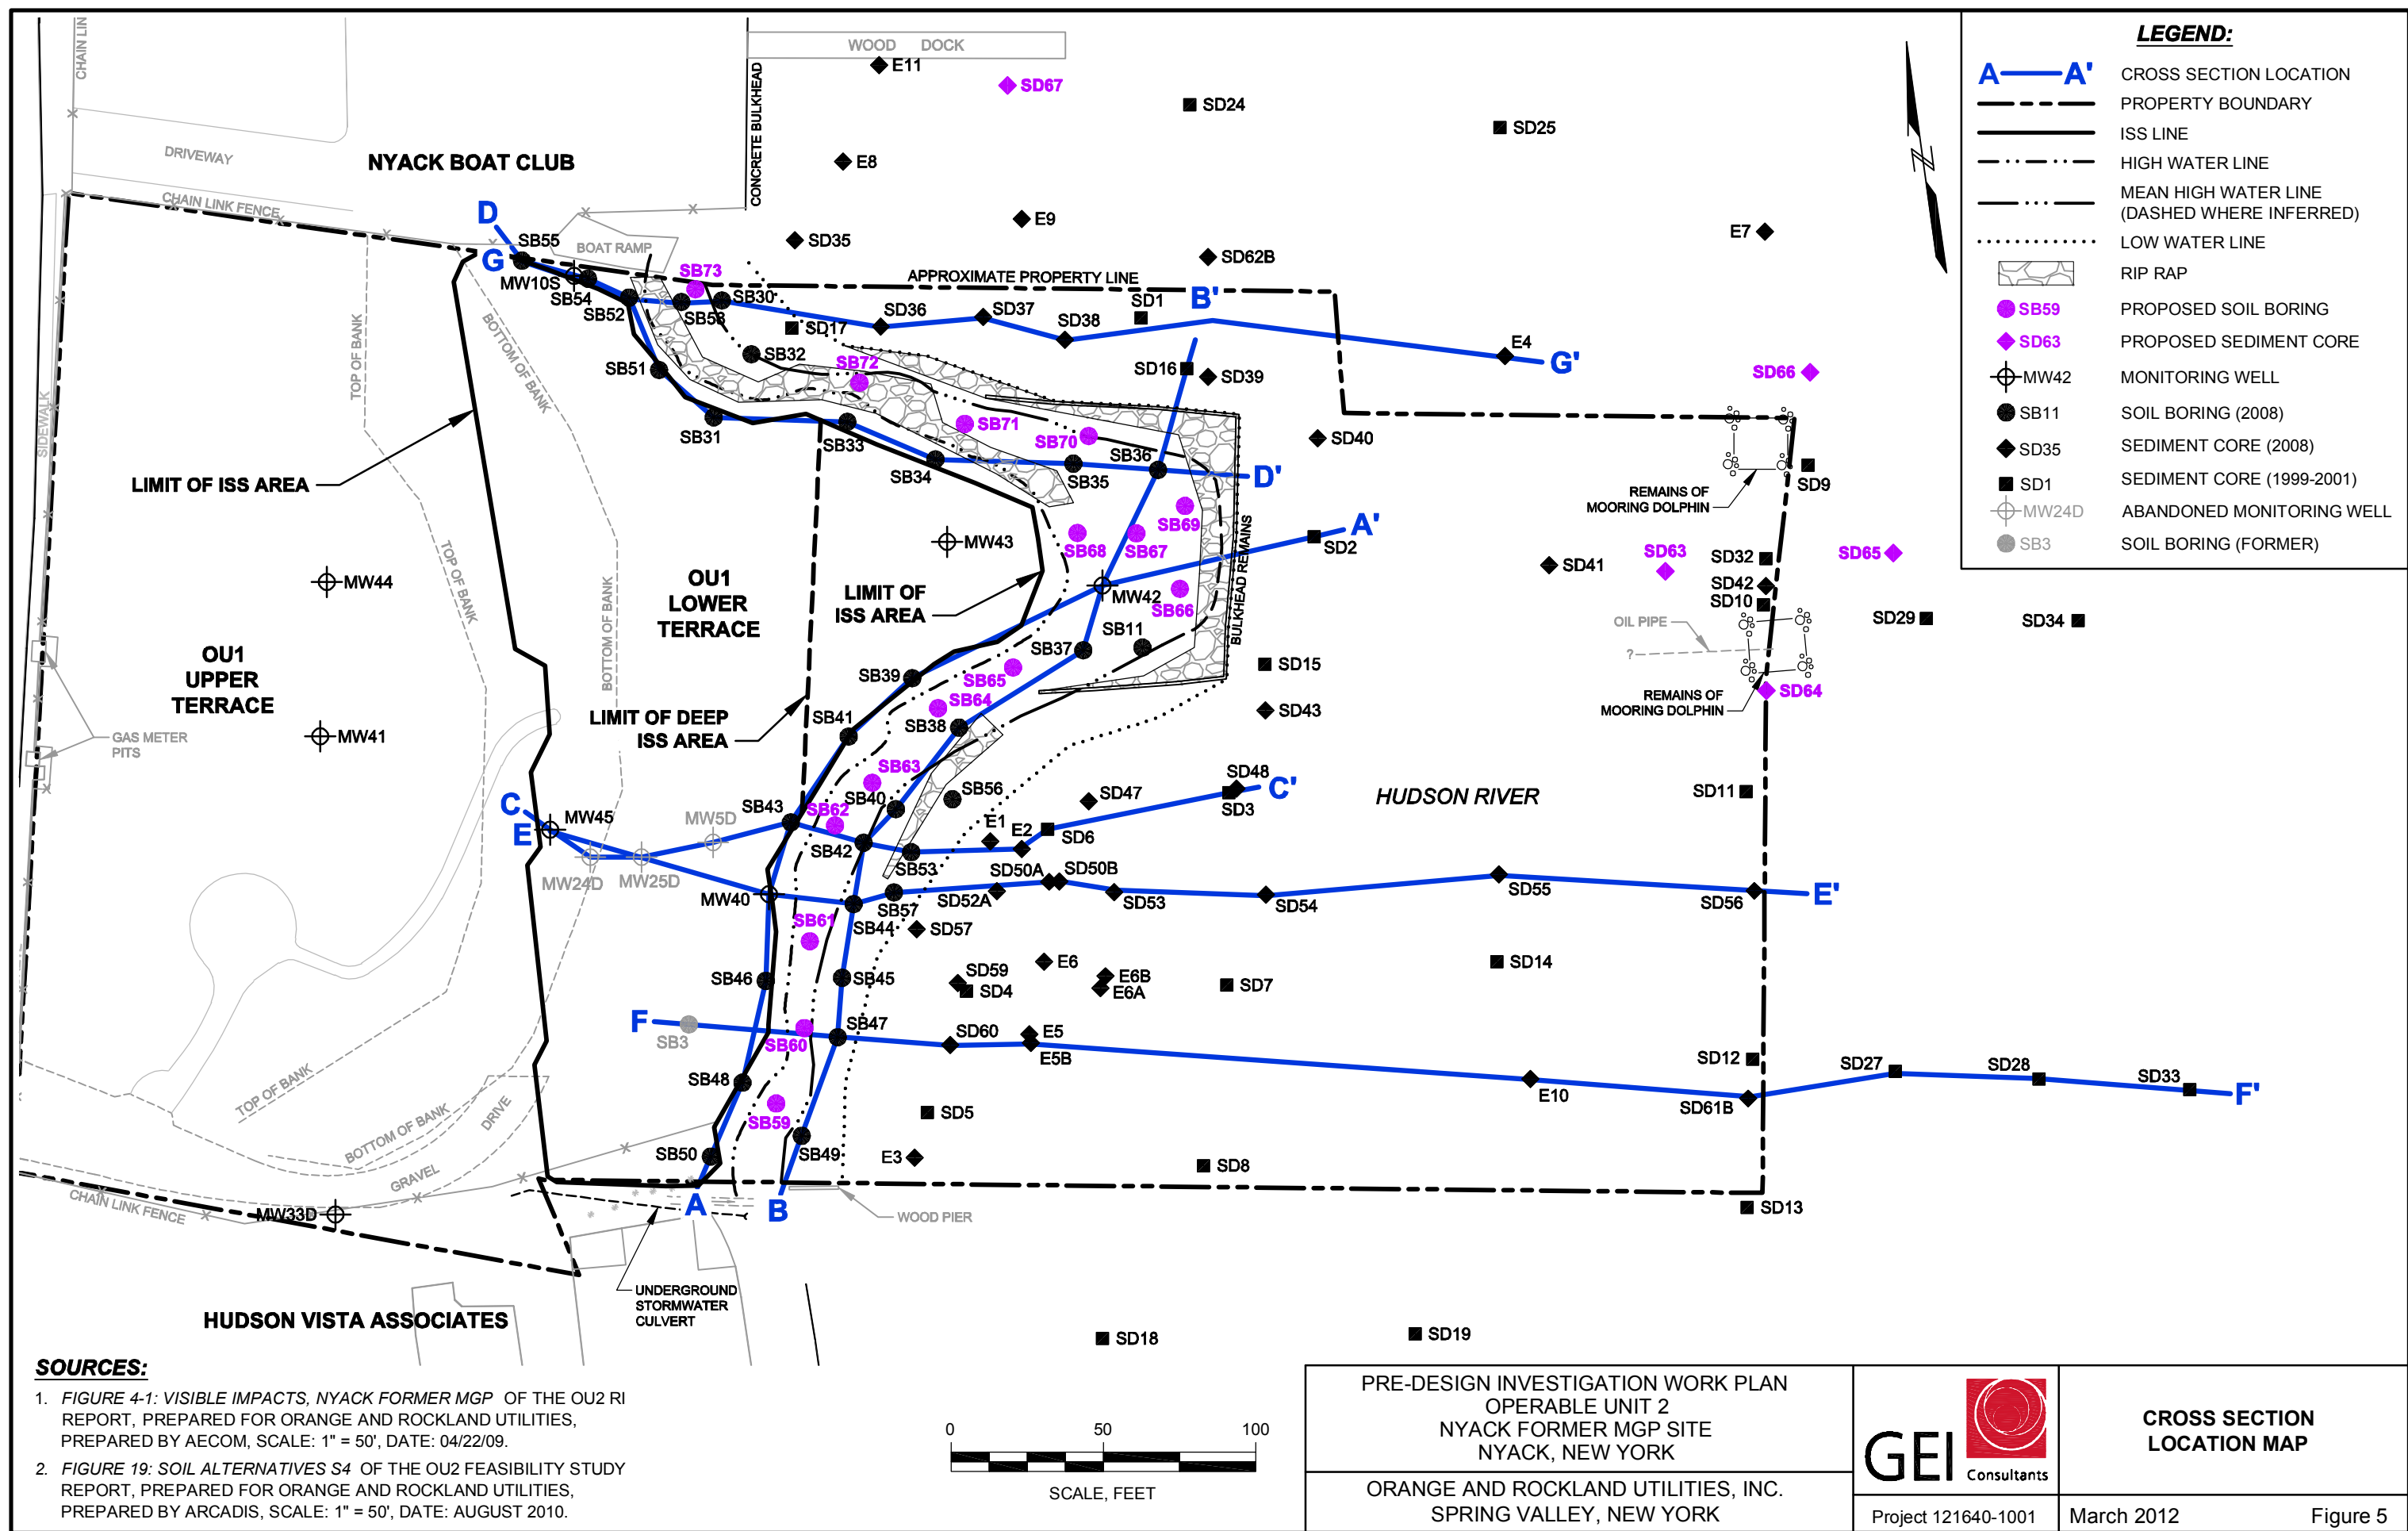 CHAIN LIN
WOOD DOCK
E11
SD67
SD24
SD25
DRIVEWAY
NYACK BOAT CLUB
CONCRETE BULKHEAD
E8
CHAIN LINK FENCE
E9
D
SB55
BOAT RAMP
SD35
SD62B
E7
G
MW10S
SB54
SB52
SB73
SB58
SB30
APPROXIMATE PROPERTY LINE
B'
SD1
SD36
SD37
SD38
SD17
E4
G'
SB32
SB72
SB51
SD16
SD39
SD66
SB31
SB33
SB71
SB70
SB36
SD40
SB34
SB35
D'
SD9
REMAINS OF
MOORING DOLPHIN
TOP OF BANK
BOTTOM OF BANK
SIDEWALK
LIMIT OF ISS AREA
SB69
SB68
SB67
A'
SD2
MW43
MW44
TOP OF BANK
BOTTOM OF BANK
OU1
LOWER
TERRACE
LIMIT OF
ISS AREA
MW42
SB66
BULKHEAD REMAINS
SD41
SD63
SD32
SD42
SD10
SD65
SD29
SD34
OIL PIPE
?
SB11
SB37
OU1
UPPER
TERRACE
SB39
SB65
SD15
SB64
SD43
REMAINS OF
MOORING DOLPHIN
SD64
LIMIT OF DEEP
ISS AREA
SB41
SB38
GAS METER
PITS
MW41
SB63
SB40
SB56
SD47
SD48
SD3
C'
HUDSON RIVER
SD11
C
E
MW45
MW5D
SB43
SB62
E1
E2
SD6
SB42
SB53
MW24D
MW25D
SD50A
SD50B
MW40
SB57
SD52A
SD53
SD54
SD55
SD56
E'
SB61
SB44
SD57
SB46
SB45
SD59
SD4
E6
E6B
E6A
SD7
SD14
F
SB3
SB60
SB47
SD60
E5
E5B
SD12
SD27
SD28
SD33
F'
E10
SD61B
SB48
TOP OF BANK
BOTTOM OF BANK
DRIVE
SB59
SD5
SB50
SB49
E3
SD8
GRAVEL
CHAIN LINK FENCE
MW33D
A
B
WOOD PIER
SD13
UNDERGROUND
STORMWATER
CULVERT
HUDSON VISTA ASSOCIATES
SD18
SD19
N
LEGEND:
A A' CROSS SECTION LOCATION
PROPERTY BOUNDARY
ISS LINE
HIGH WATER LINE
MEAN HIGH WATER LINE
(DASHED WHERE INFERRED)
LOW WATER LINE
RIP RAP
SB59 PROPOSED SOIL BORING
SD63 PROPOSED SEDIMENT CORE
MW42 MONITORING WELL
SB11 SOIL BORING (2008)
SD35 SEDIMENT CORE (2008)
SD1 SEDIMENT CORE (1999-2001)
MW24D ABANDONED MONITORING WELL
SB3 SOIL BORING (FORMER)
SOURCES:
1. FIGURE 4-1: VISIBLE IMPACTS, NYACK FORMER MGP OF THE OU2 RI
REPORT, PREPARED FOR ORANGE AND ROCKLAND UTILITIES,
PREPARED BY AECOM, SCALE: 1" = 50', DATE: 04/22/09.
2. FIGURE 19: SOIL ALTERNATIVES S4 OF THE OU2 FEASIBILITY STUDY
REPORT, PREPARED FOR ORANGE AND ROCKLAND UTILITIES,
PREPARED BY ARCADIS, SCALE: 1" = 50', DATE: AUGUST 2010.
0 50 100
SCALE, FEET
PRE-DESIGN INVESTIGATION WORK PLAN
OPERABLE UNIT 2
NYACK FORMER MGP SITE
NYACK, NEW YORK
ORANGE AND ROCKLAND UTILITIES, INC.
SPRING VALLEY, NEW YORK
GEI Consultants
Project 121640-1001
CROSS SECTION
LOCATION MAP
March 2012 Figure 5